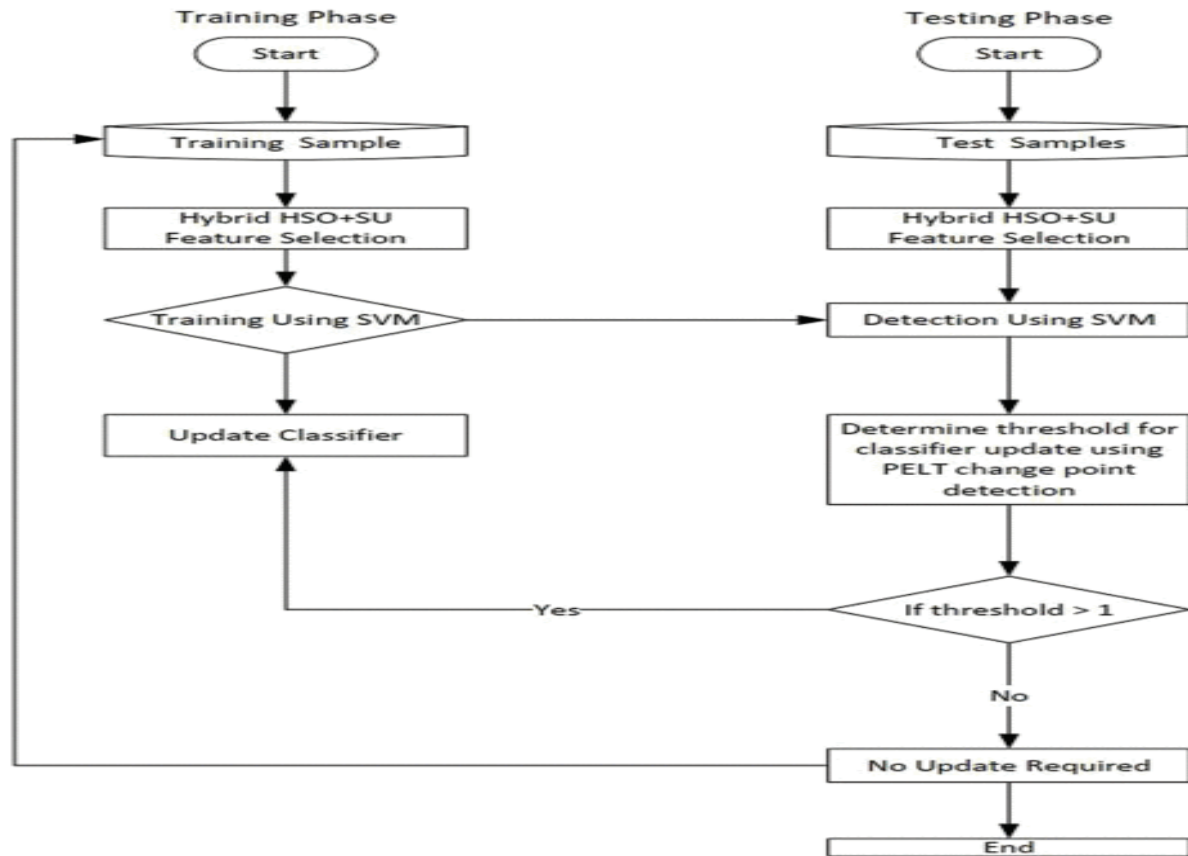 Training Phase
Start
Training Sample
Hybrid HSO+SU
Feature Selection
Training Using SVM
Update Classifier
Testing Phase
Start
Test Samples
Hybrid HSO+SU
Feature Selection
Detection Using SVM
Determine threshold for
classifier update using
PELT change point
detection
If threshold > 1
Yes
No
No Update Required
End